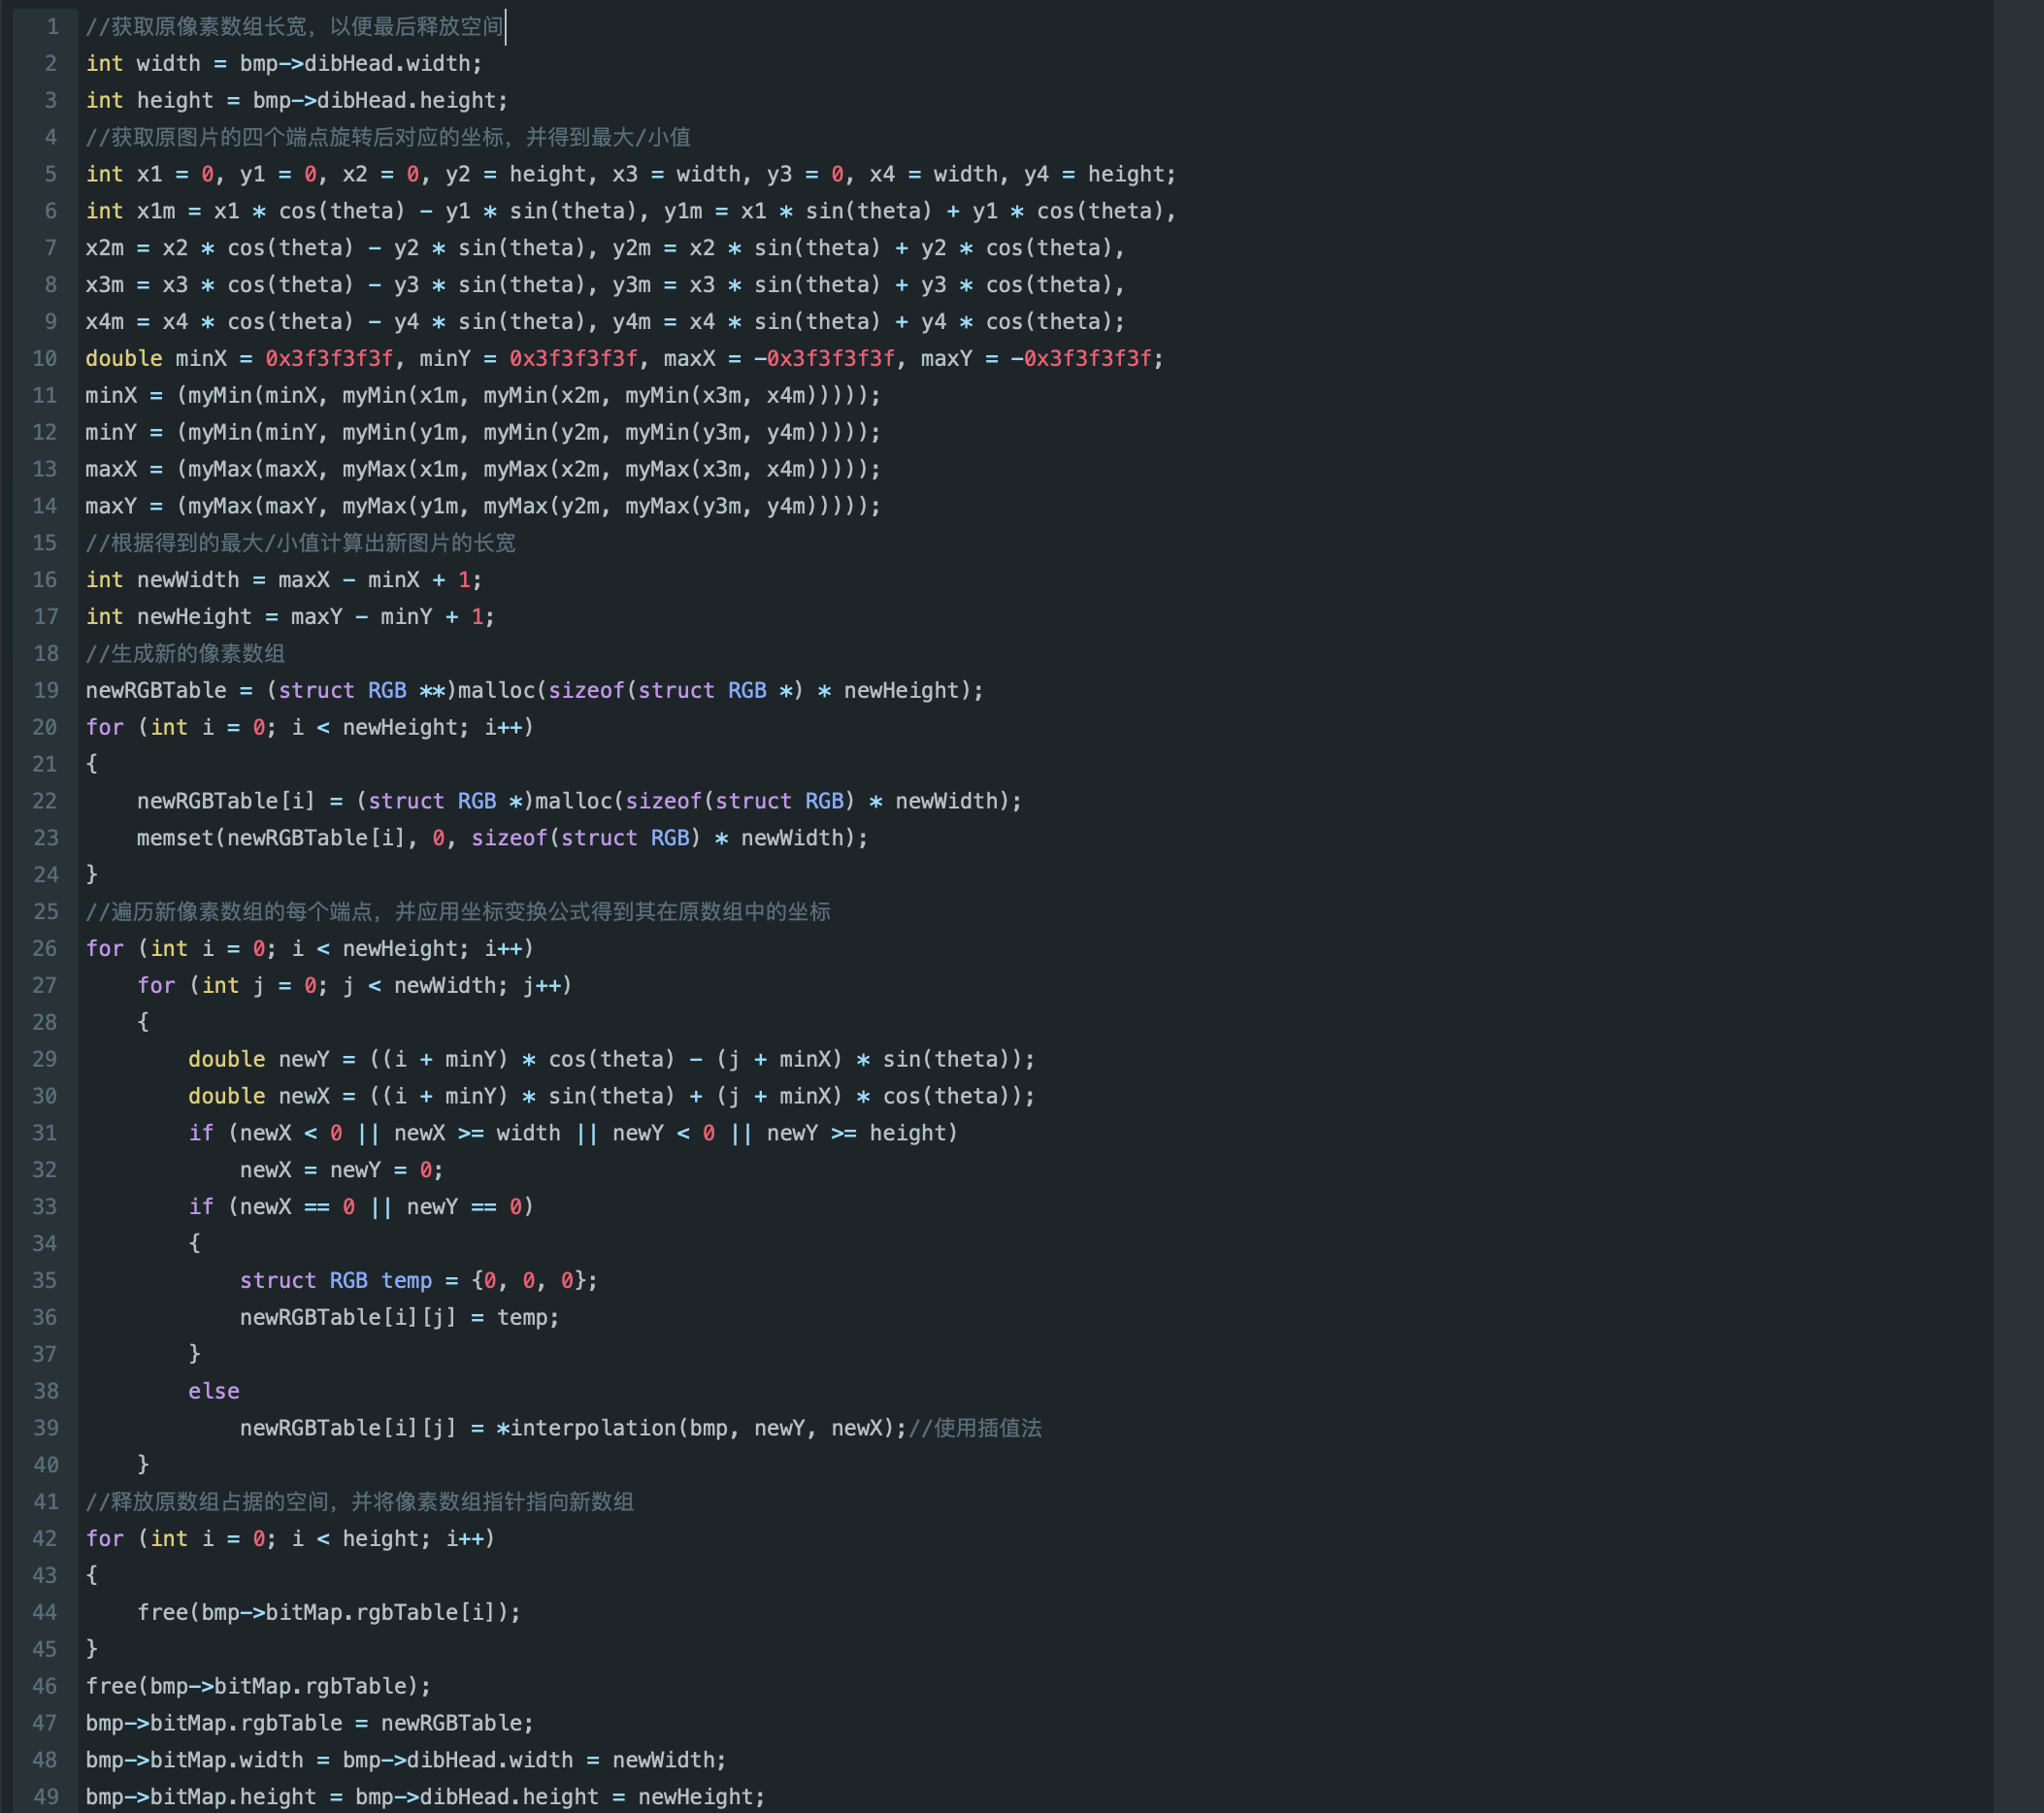 1 //获取原像素数组长宽，以便最后释放空间
2 int width = bmp->dibHead.width;
3 int height = bmp->dibHead.height;
4 //获取原图片的四个端点旋转后对应的坐标，并得到最大/小值
5 int x1 = 0, y1 = 0, x2 = 0, y2 = height, x3 = width, y3 = 0, x4 = width, y4 = height;
6 int x1m = x1 * cos(theta) - y1 * sin(theta), y1m = x1 * sin(theta) + y1 * cos(theta),
7 x2m = x2 * cos(theta) - y2 * sin(theta), y2m = x2 * sin(theta) + y2 * cos(theta),
8 x3m = x3 * cos(theta) - y3 * sin(theta), y3m = x3 * sin(theta) + y3 * cos(theta),
9 x4m = x4 * cos(theta) - y4 * sin(theta), y4m = x4 * sin(theta) + y4 * cos(theta);
10 double minX = 0x3f3f3f3f, minY = 0x3f3f3f3f, maxX = -0x3f3f3f3f, maxY = -0x3f3f3f3f;
11 minX = (myMin(minX, myMin(x1m, myMin(x2m, myMin(x3m, x4m)))));
12 minY = (myMin(minY, myMin(y1m, myMin(y2m, myMin(y3m, y4m)))));
13 maxX = (myMax(maxX, myMax(x1m, myMax(x2m, myMax(x3m, x4m)))));
14 maxY = (myMax(maxY, myMax(y1m, myMax(y2m, myMax(y3m, y4m)))));
15 //根据得到的最大/小值计算出新图片的长宽
16 int newWidth = maxX - minX + 1;
17 int newHeight = maxY - minY + 1;
18 //生成新的像素数组
19 newRGBTable = (struct RGB **)malloc(sizeof(struct RGB *) * newHeight);
20 for (int i = 0; i < newHeight; i++)
21 {
22     newRGBTable[i] = (struct RGB *)malloc(sizeof(struct RGB) * newWidth);
23     memset(newRGBTable[i], 0, sizeof(struct RGB) * newWidth);
24 }
25 //遍历新像素数组的每个端点，并应用坐标变换公式得到其在原数组中的坐标
26 for (int i = 0; i < newHeight; i++)
27     for (int j = 0; j < newWidth; j++)
28     {
29         double newY = ((i + minY) * cos(theta) - (j + minX) * sin(theta));
30         double newX = ((i + minY) * sin(theta) + (j + minX) * cos(theta));
31         if (newX < 0 || newX >= width || newY < 0 || newY >= height)
32             newX = newY = 0;
33         if (newX == 0 || newY == 0)
34         {
35             struct RGB temp = {0, 0, 0};
36             newRGBTable[i][j] = temp;
37         }
38         else
39             newRGBTable[i][j] = *interpolation(bmp, newY, newX);//使用插值法
40     }
41 //释放原数组占据的空间，并将像素数组指针指向新数组
42 for (int i = 0; i < height; i++)
43 {
44     free(bmp->bitMap.rgbTable[i]);
45 }
46 free(bmp->bitMap.rgbTable);
47 bmp->bitMap.rgbTable = newRGBTable;
48 bmp->bitMap.width = bmp->dibHead.width = newWidth;
49 bmp->bitMap.height = bmp->dibHead.height = newHeight;